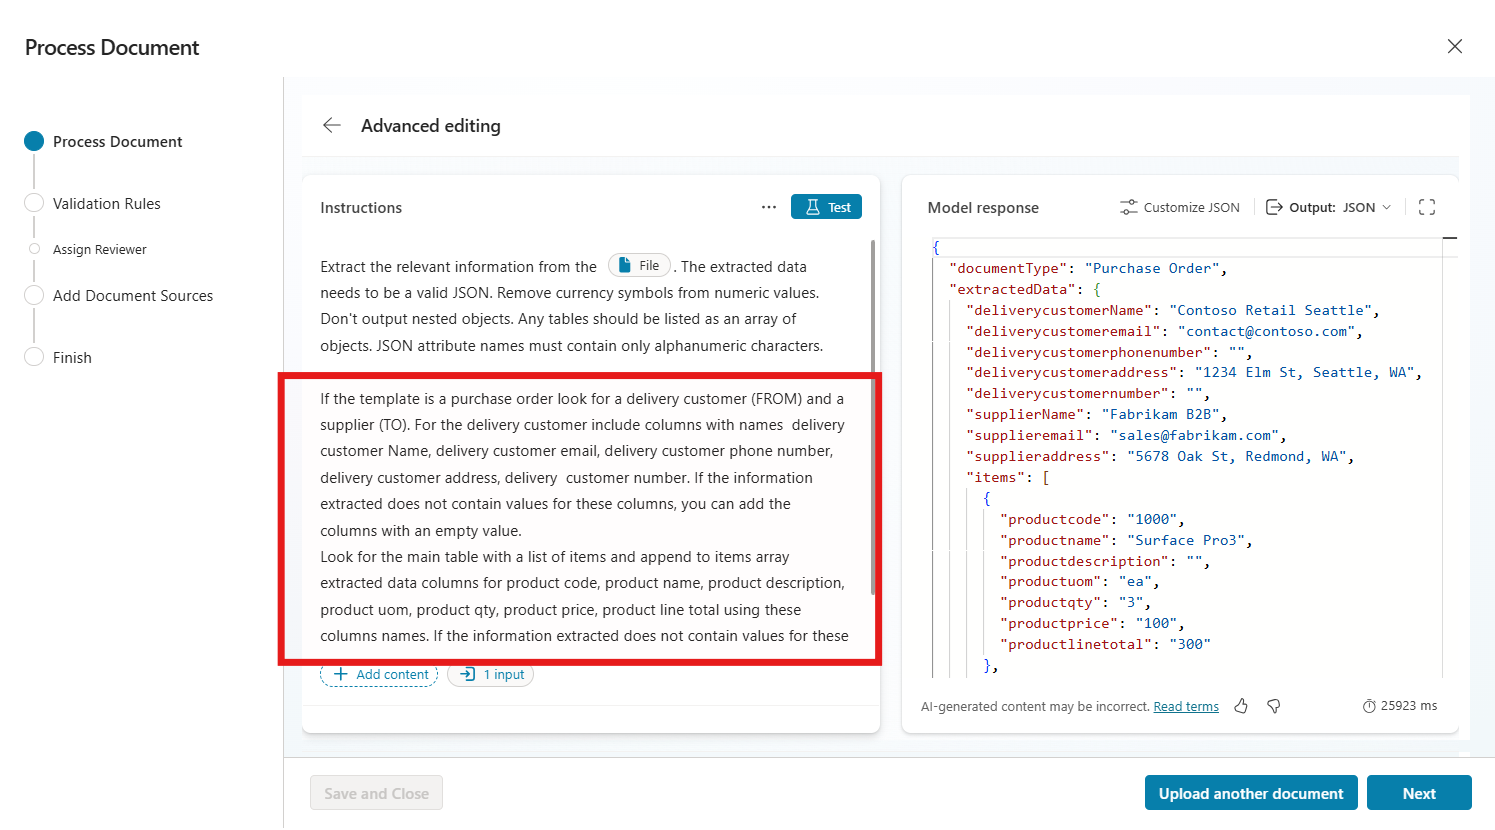 Process Document
Process Document
Validation Rules
Assign Reviewer
Add Document Sources
Finish
Advanced editing
Instructions
... Test
Extract the relevant information from the File . The extracted data
needs to be a valid JSON. Remove currency symbols from numeric values.
Don't output nested objects. Any tables should be listed as an array of
objects. JSON attribute names must contain only alphanumeric characters.
If the template is a purchase order look for a delivery customer (FROM) and a
supplier (TO). For the delivery customer include columns with names  delivery
customer Name, delivery customer email, delivery customer phone number,
delivery customer address, delivery  customer number. If the information
extracted does not contain values for these columns, you can add the
columns with an empty value.
Look for the main table with a list of items and append to items array
extracted data columns for product code, product name, product description,
product uom, product qty, product price, product line total using these
columns names. If the information extracted does not contain values for these
+ Add content 1 input
Model response
Customize JSON Output: JSON
{
"documentType": "Purchase Order",
"extractedData": {
"deliverycustomerName": "Contoso Retail Seattle",
"deliverycustomeremail": "contact@contoso.com",
"deliverycustomerphonenumber": "",
"deliverycustomeraddress": "1234 Elm St, Seattle, WA",
"deliverycustomernumber": "",
"supplierName": "Fabrikam B2B",
"supplieremail": "sales@fabrikam.com",
"supplieraddress": "5678 Oak St, Redmond, WA",
"items": [
{
"productcode": "1000",
"productname": "Surface Pro3",
"productdescription": "",
"productuom": "ea",
"productqty": "3",
"productprice": "100",
"productlinetotal": "300"
},
AI-generated content may be incorrect. Read terms 25923 ms
Save and Close
Upload another document
Next